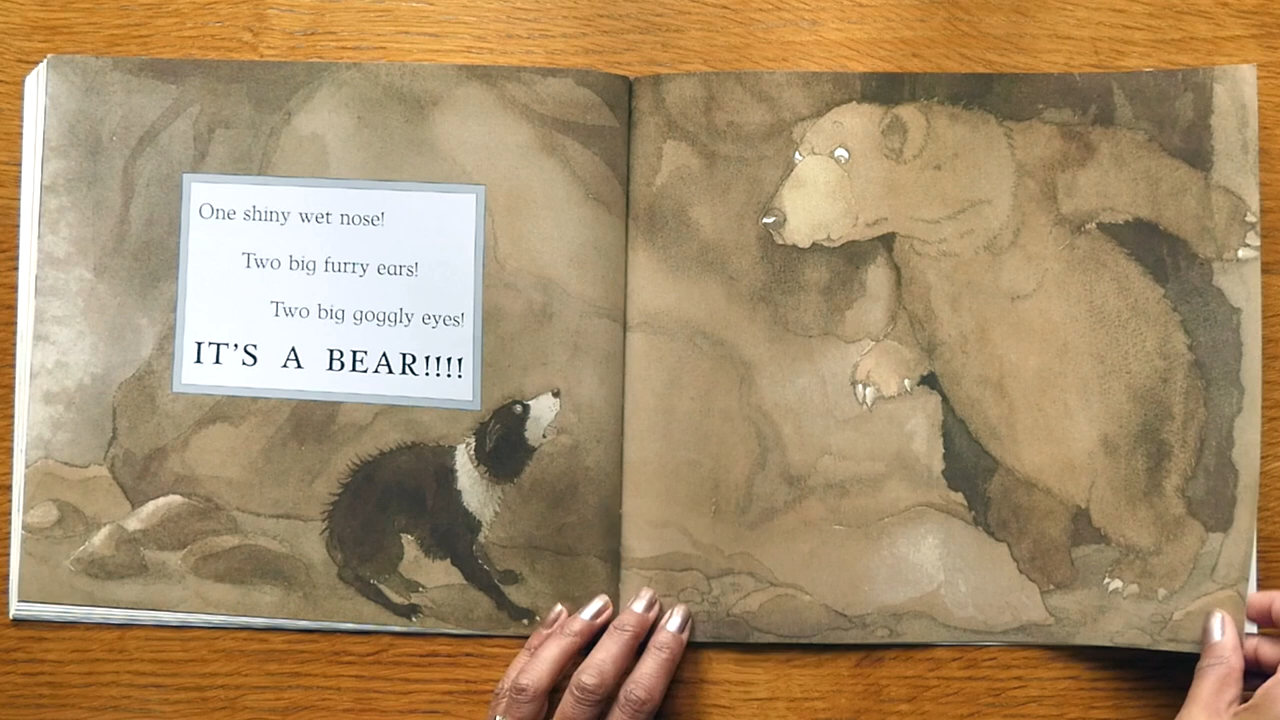 One shiny wet nose!
Two big furry ears!
Two big goggly eyes!
IT'S A BEAR!!!!